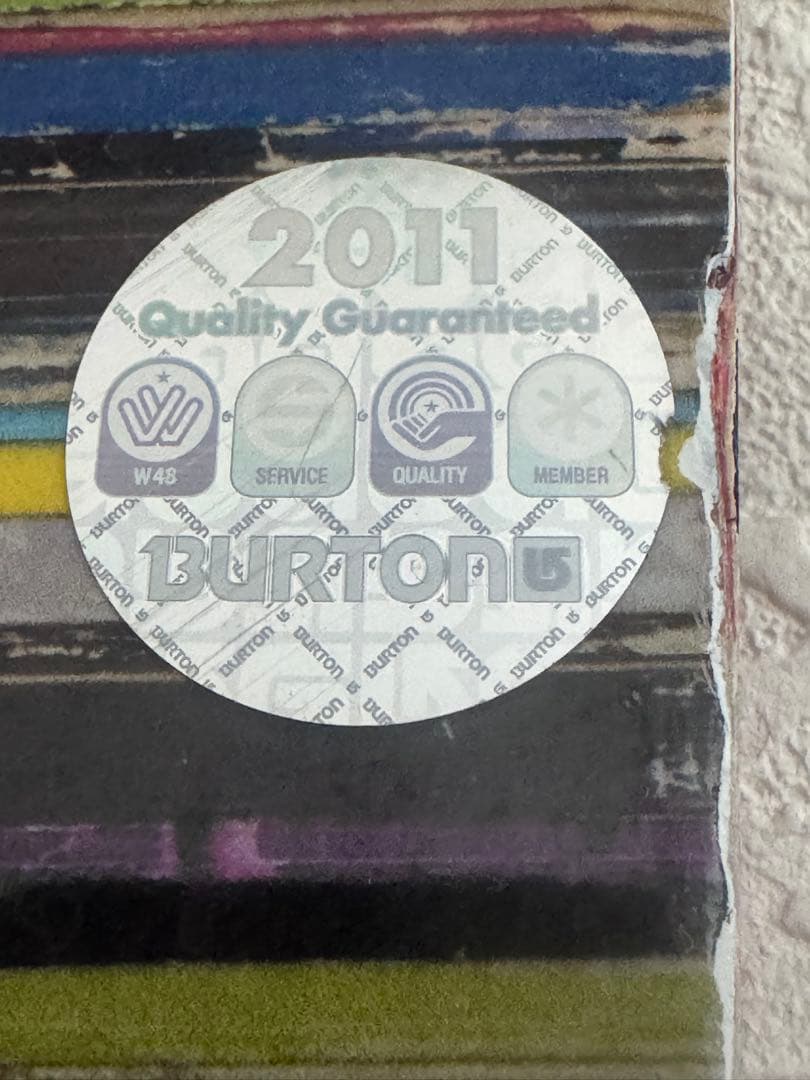 2011
Quality Guaranteed
W48 SERVICE QUALITY MEMBER
BURTON